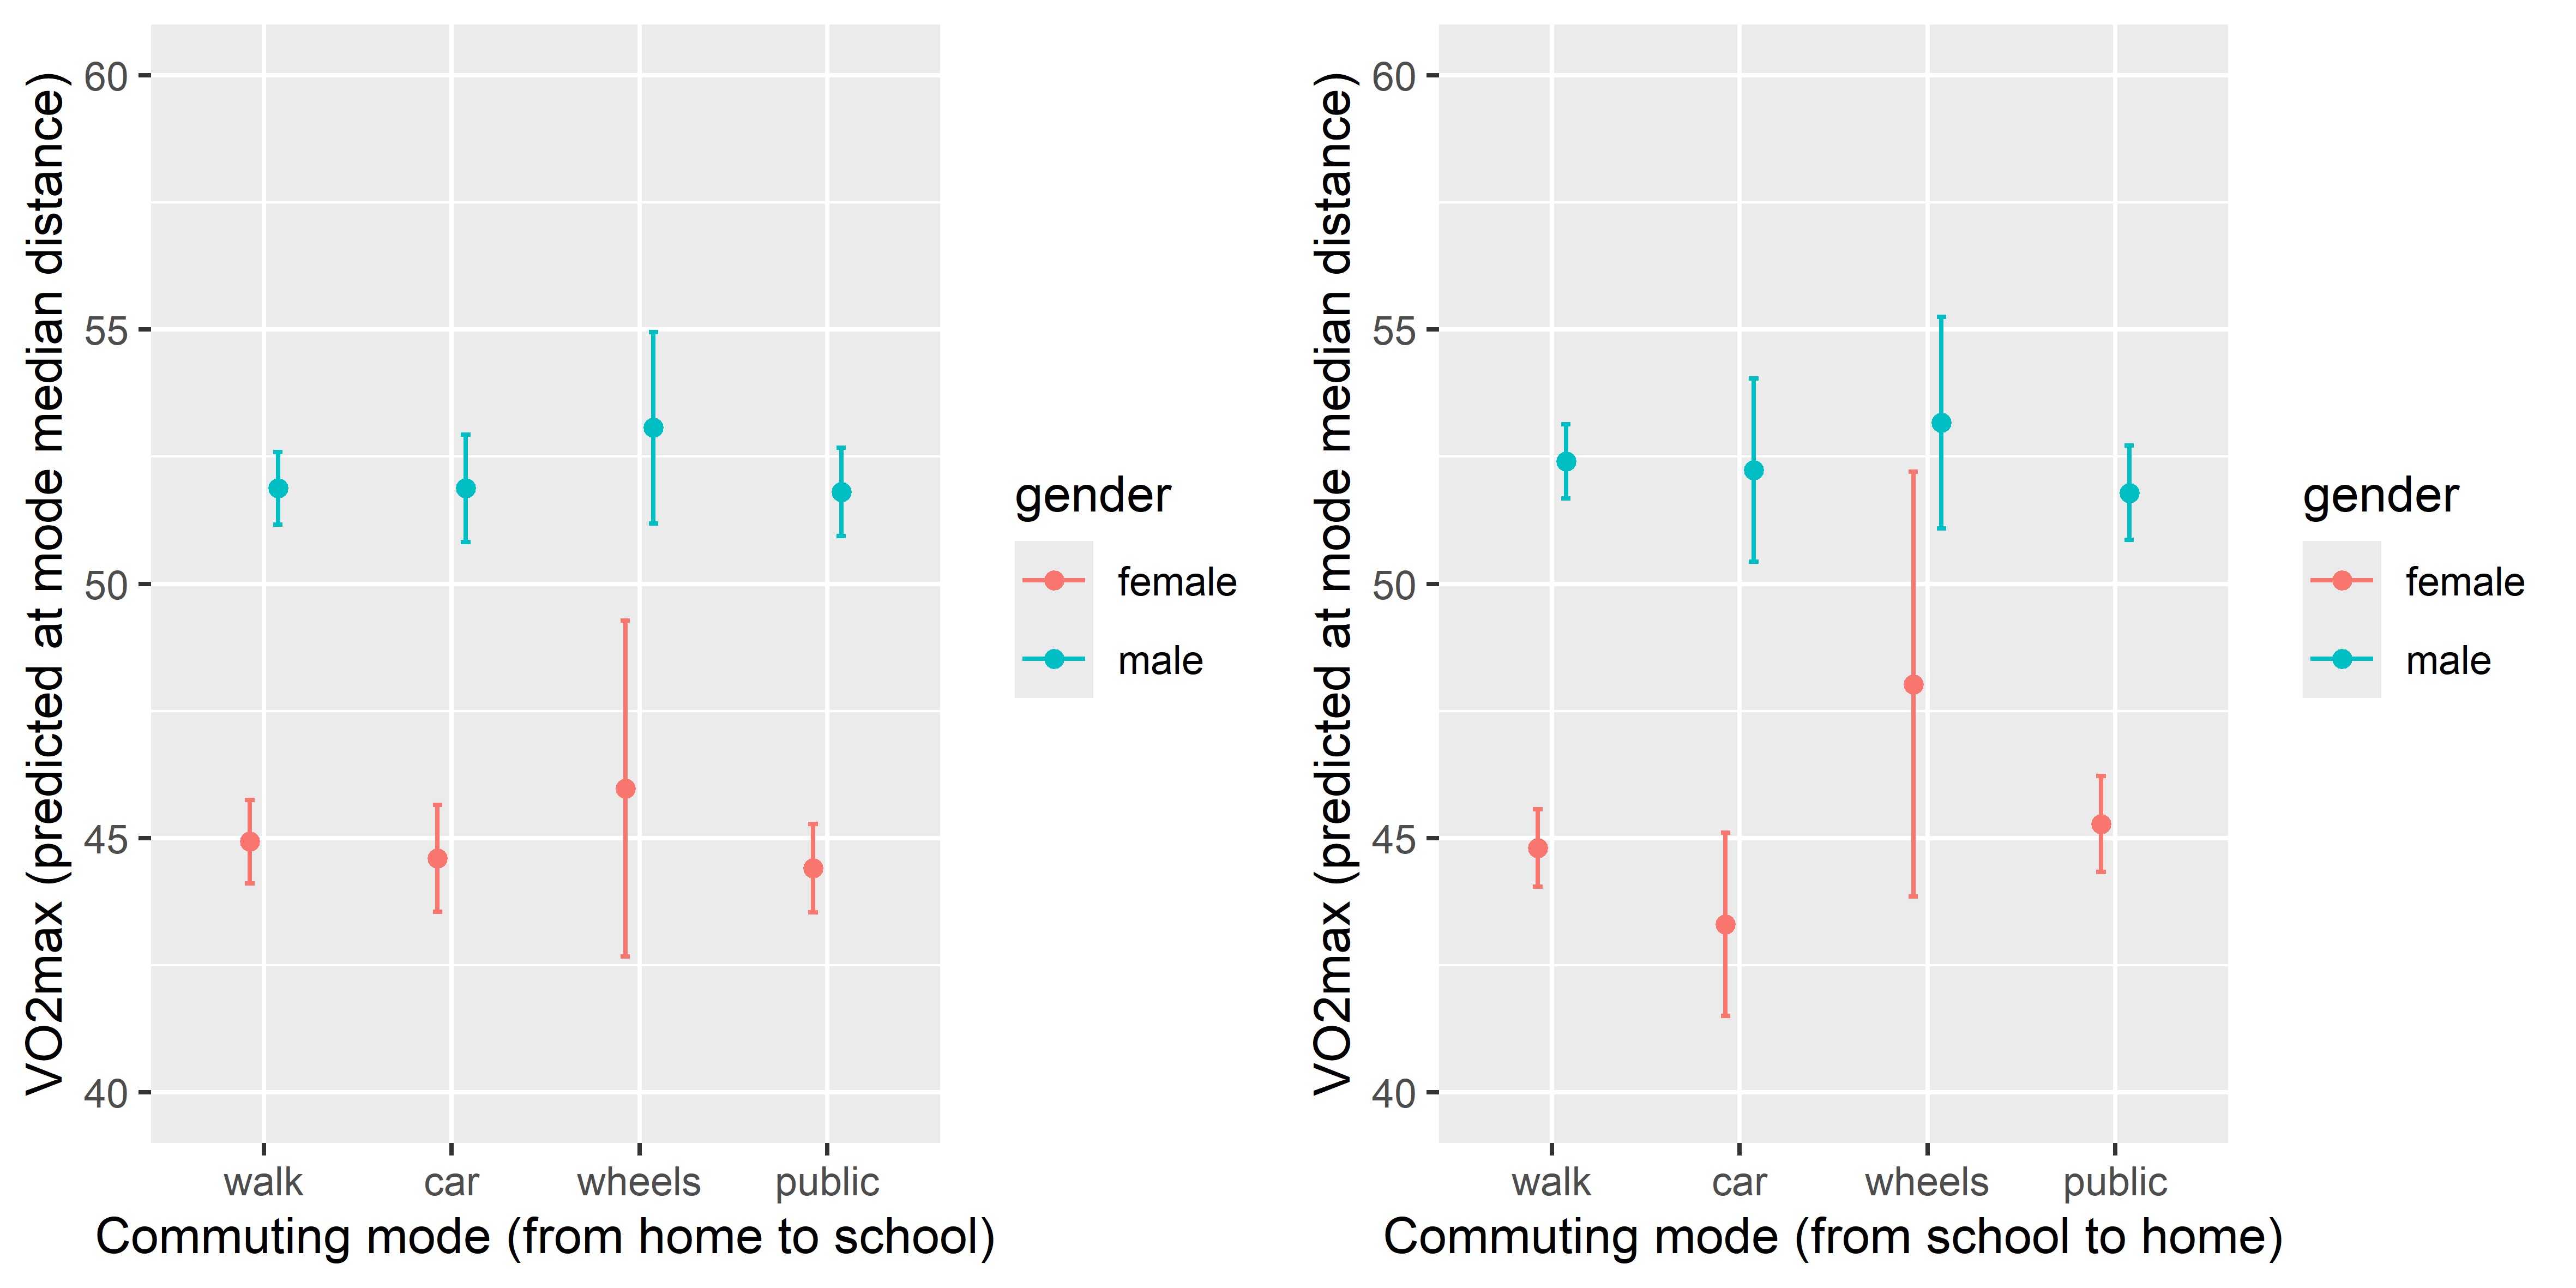 VO2max (predicted at mode median distance)
60
55
50
45
40
walk car wheels public
Commuting mode (from home to school)
gender
female
male
VO2max (predicted at mode median distance)
60
55
50
45
40
walk car wheels public
Commuting mode (from school to home)
gender
female
male